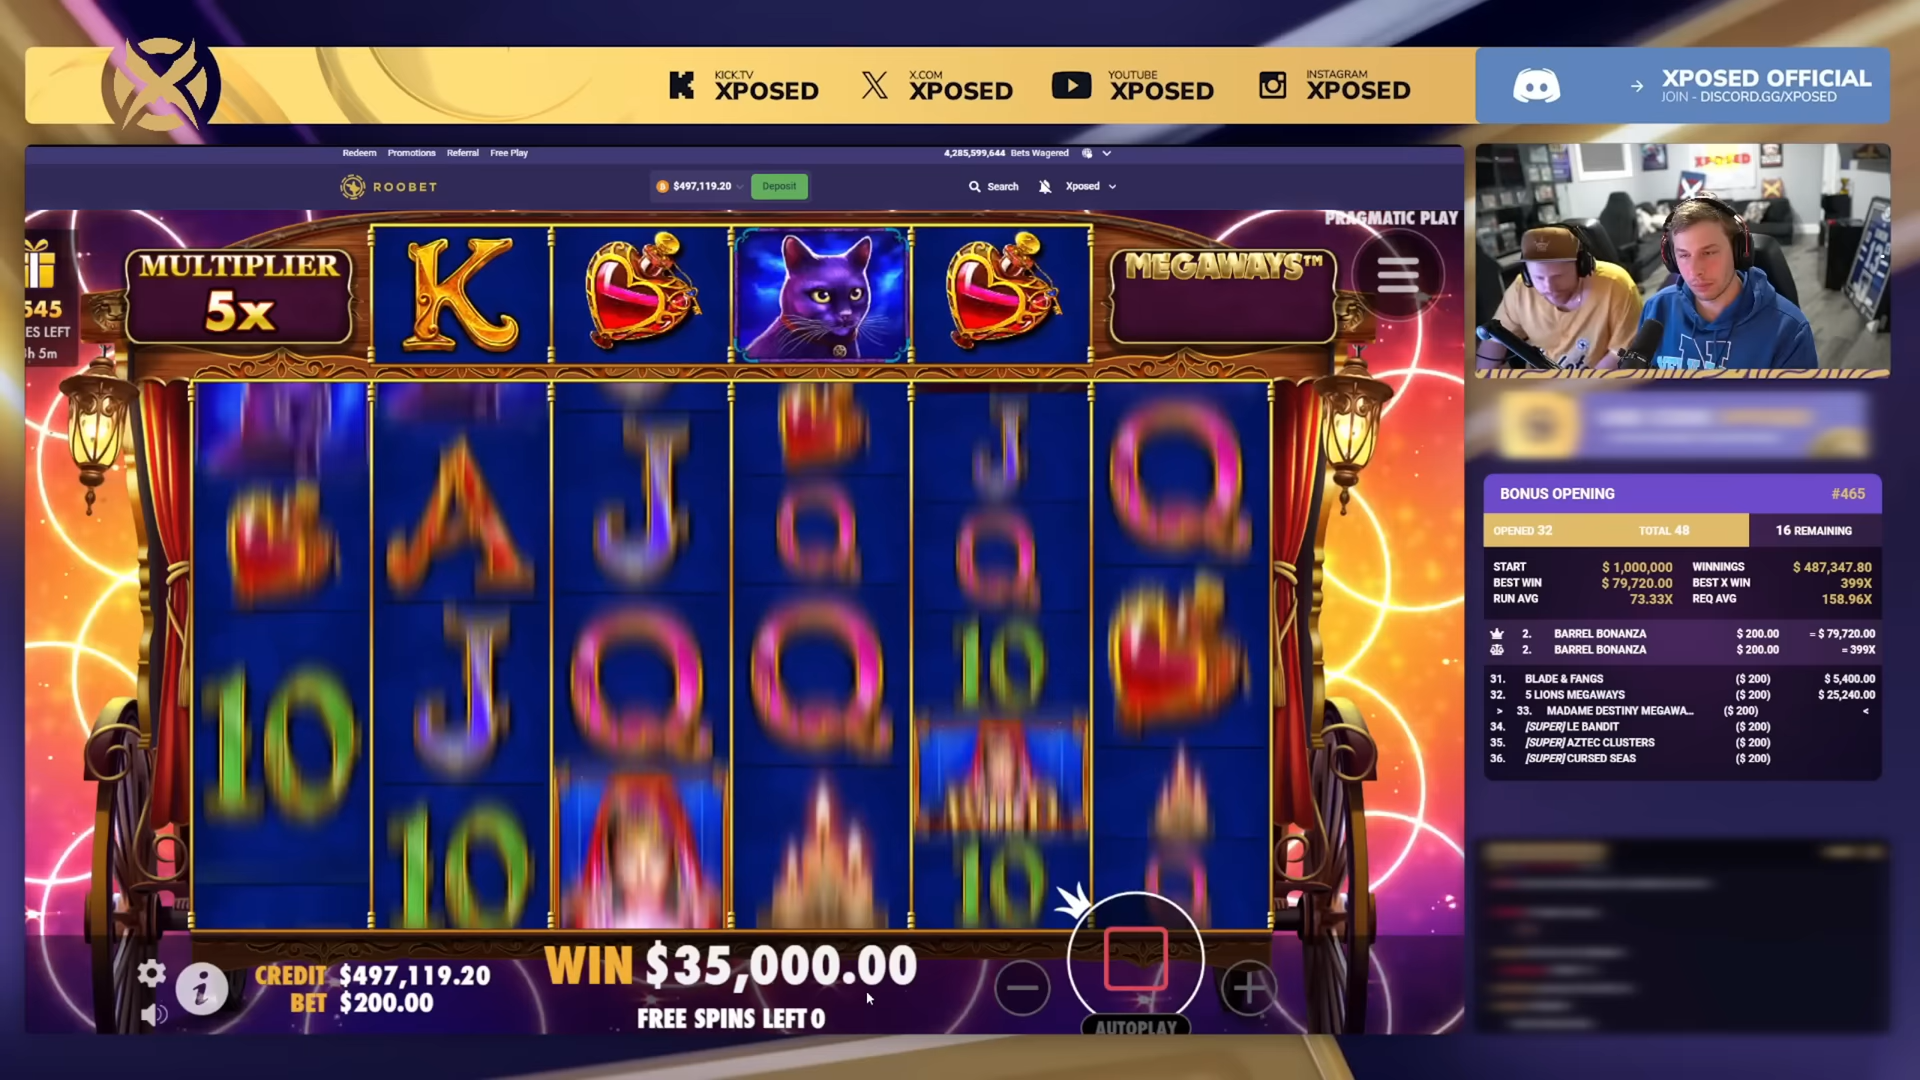 KICK.TV
XPOSED
X.COM
XPOSED
YOUTUBE
XPOSED
INSTAGRAM
XPOSED
XPOSED OFFICIAL
JOIN - DISCORD.GG/XPOSED
Redeem Promotions Referral Free Play
4,285,599,644 Bets Wagered
ROOBET
$497,119.20
Deposit
Search
Xposed
PRAGMATIC PLAY
XPOSED
545
ES LEFT
h 5m
MULTIPLIER
5x
K
MEGAWAYS™
J
J
Q
A
J
Q
Q
10
Q
Q
10
J
10
10
Q
BONUS OPENING #465
OPENED 32 TOTAL 48 16 REMAINING
START $ 1,000,000 WINNINGS $ 487,347.80
BEST WIN $ 79,720.00 BEST X WIN 399X
RUN AVG 73.33X REQ AVG 158.96X
2. BARREL BONANZA $ 200.00 = $ 79,720.00
2. BARREL BONANZA $ 200.00 = 399X
31. BLADE & FANGS ($ 200) $ 5,400.00
32. 5 LIONS MEGAWAYS ($ 200) $ 25,240.00
> 33. MADAME DESTINY MEGAWA... ($ 200) <
34. [SUPER] LE BANDIT ($ 200)
35. [SUPER] AZTEC CLUSTERS ($ 200)
36. [SUPER] CURSED SEAS ($ 200)
CREDIT $497,119.20
BET $200.00
WIN $35,000.00
FREE SPINS LEFT 0
AUTOPLAY